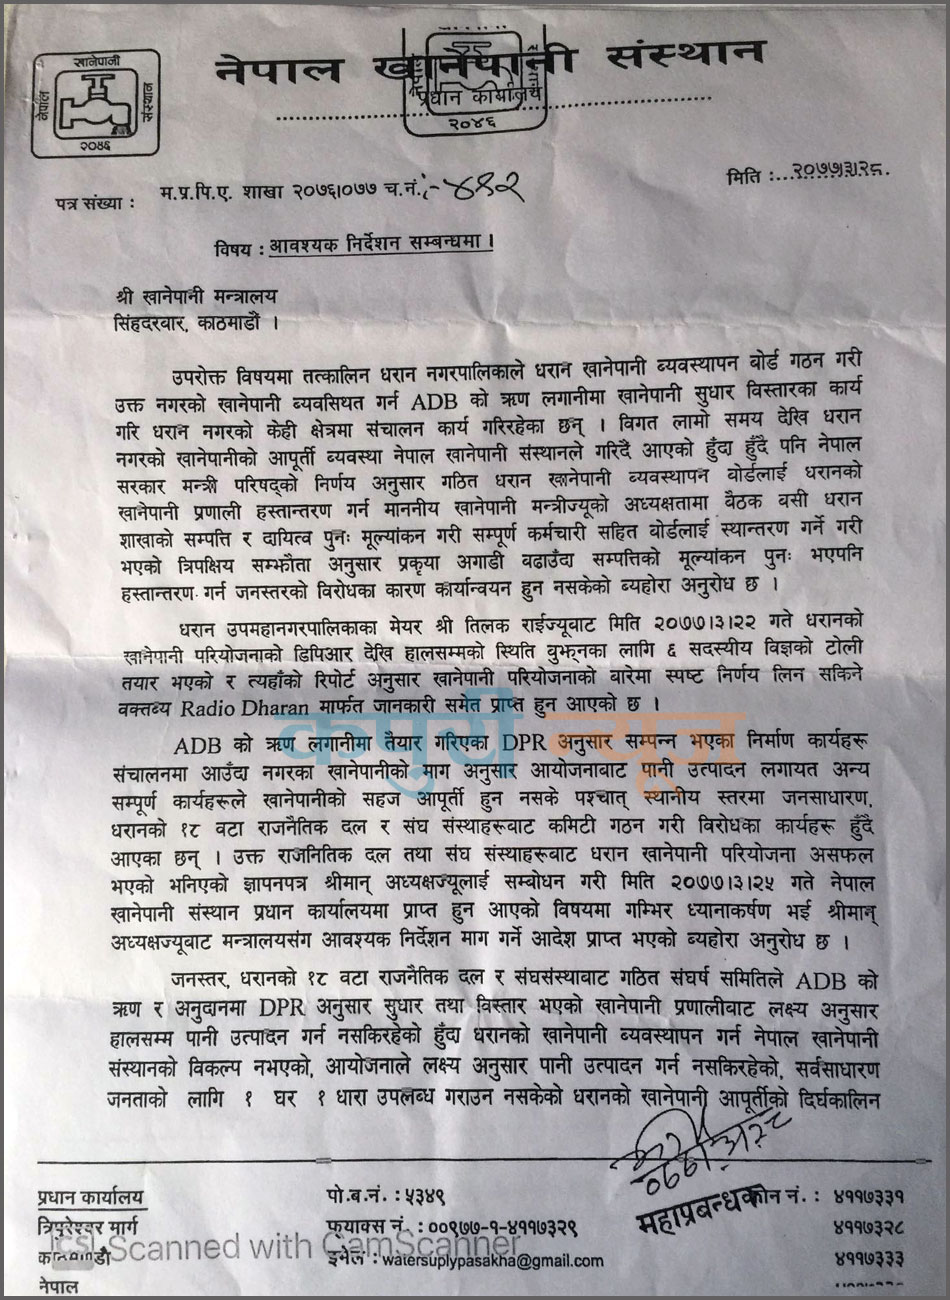 खानेपानी
नेपाल
संस्थान
२०४६
नेपाल खानेपानी संस्थान
प्रधान कार्यालय
२०४६
मिति :...२०७७।३।२८.
पत्र संख्या : म.प्र.पि.ए. शाखा २०७६।०७७ च.नं.:-
विषय : आवश्यक निर्देशन सम्बन्धमा ।
श्री खानेपानी मन्त्रालय
सिंहदरवार, काठमाडौं ।
उपरोक्त विषयमा तत्कालिन धरान नगरपालिकाले धरान खानेपानी ब्यवस्थापन बोर्ड गठन गरी
उक्त नगरको खानेपानी ब्यवसिथत गर्न ADB को ऋण लगानीमा खानेपानी सुधार विस्तारका कार्य
गरि धरान नगरको केही क्षेत्रमा संचालन कार्य गरिरहेका छन् । विगत लामो समय देखि धरान
नगरको खानेपानीको आपूर्ती ब्यवस्था नेपाल खानेपानी संस्थानले गरिदैं आएको हुँदा हुँदै पनि नेपाल
सरकार मन्त्री परिषद्को निर्णय अनुसार गठित धरान खानेपानी ब्यवस्थापन बोर्डलाई धरानको
खानेपानी प्रणाली हस्तान्तरण गर्न माननीय खानेपानी मन्त्रीज्यूको अध्यक्षतामा बैठक बसी धरान
शाखाको सम्पत्ति र दायित्व पुनः मूल्यांकन गरी सम्पूर्ण कर्मचारी सहित बोर्डलाई स्थान्तरण गर्ने गरी
भएको त्रिपक्षिय सम्झौता अनुसार प्रकृया अगाडी बढाउँदा सम्पत्तिको मूल्यांकन पुनः भएपनि
हस्तान्तरण गर्न जनस्तरको विरोधका कारण कार्यान्वयन हुन नसकेको ब्यहोरा अनुरोध छ ।
धरान उपमहानगरपालिकाका मेयर श्री तिलक राईज्यूबाट मिति २०७७।३।२२ गते धरानको
खानेपानी परियोजनाको डिपिआर देखि हालसम्मको स्थिति वुझ्नका लागि ६ सदस्यीय विज्ञको टोली
तयार भएको र त्यहाँको रिपोर्ट अनुसार खानेपानी परियोजनाको बारेमा स्पष्ट निर्णय लिन सकिने
वक्तब्य Radio Dharan मार्फत जानकारी समेत प्राप्त हुन आएको छ ।
कपुरी न्यूज
ADB को ऋण लगानीमा तैयार गरिएका DPR अनुसार सम्पन्न भएका निर्माण कार्यहरू
संचालनमा आउँदा नगरका खानेपानीको माग अनुसार आयोजनाबाट पानी उत्पादन लगायत अन्य
सम्पूर्ण कार्यहरूले खानेपानीको सहज आपूर्ती हुन नसके पश्चात् स्थानीय स्तरमा जनसाधारण,
धरानको १८ वटा राजनैतिक दल र संघ संस्थाहरूबाट कमिटी गठन गरी विरोधका कार्यहरू हुँदै
आएका छन् । उक्त राजनितिक दल तथा संघ संस्थाहरूबाट धरान खानेपानी परियोजना असफल
भएको भनिएको ज्ञापनपत्र श्रीमान् अध्यक्षज्यूलाई सम्बोधन गरी मिति २०७७।३।२५ गते नेपाल
खानेपानी संस्थान प्रधान कार्यालयमा प्राप्त हुन आएको विषयमा गम्भिर ध्यानाकर्षण भई श्रीमान्
अध्यक्षज्यूबाट मन्त्रालयसंग आवश्यक निर्देशन माग गर्ने आदेश प्राप्त भएको ब्यहोरा अनुरोध छ ।
जनस्तर, धरानको १८ वटा राजनैतिक दल र संघसंस्थाबाट गठित संघर्ष समितिले ADB को
ऋण र अनुदानमा DPR अनुसार सुधार तथा विस्तार भएको खानेपानी प्रणालीबाट लक्ष्य अनुसार
हालसम्म पानी उत्पादन गर्न नसकिरहेको हुँदा धरानको खानेपानी ब्यवस्थापन गर्न नेपाल खानेपानी
संस्थानको विकल्प नभएको, आयोजनाले लक्ष्य अनुसार पानी उत्पादन गर्न नसकिरहेको, सर्वसाधारण
जनताको लागि १ घर १ धारा उपलब्ध गराउन नसकेको धरानको खानेपानी आपूर्तीको दिर्घकालिन
महाप्रबन्धक
प्रधान कार्यालय पो.ब.नं. : ५३४९ फोन नं. : ४११७३३१
त्रिपुरेश्वर मार्ग फ्याक्स नं. : ००९७७-१-४११७३२९ ४११७३२८
काठमाण्डौ इमेल : watersuplypasakha@gmail.com ४११७३३३
नेपाल
CS Scanned with CamScanner